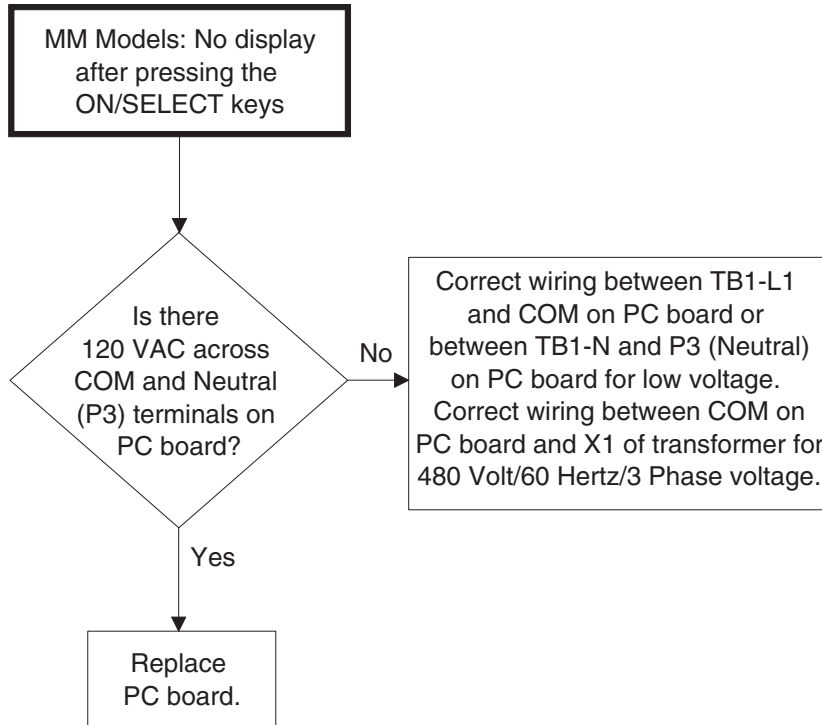 MM Models: No display
after pressing the
ON/SELECT keys
Is there
120 VAC across
COM and Neutral
(P3) terminals on
PC board?
No
Correct wiring between TB1-L1
and COM on PC board or
between TB1-N and P3 (Neutral)
on PC board for low voltage.
Correct wiring between COM on
PC board and X1 of transformer for
480 Volt/60 Hertz/3 Phase voltage.
Yes
Replace
PC board.